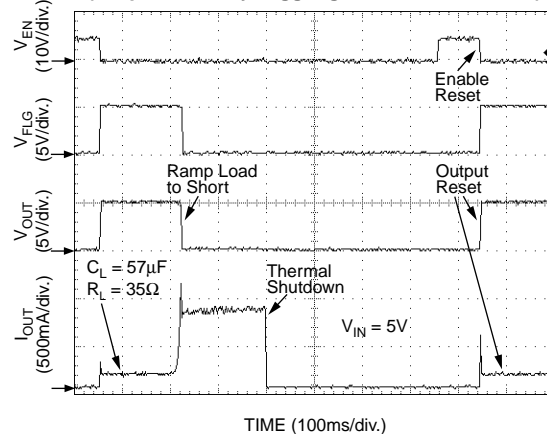 V_EN
(10V/div.)
Enable
Reset
V_FLG
(5V/div.)
Ramp Load
to Short
Output
Reset
V_OUT
(5V/div.)
C_L = 57µF
R_L = 35Ω
Thermal
Shutdown
I_OUT
(500mA/div.)
V_IN = 5V
TIME (100ms/div.)